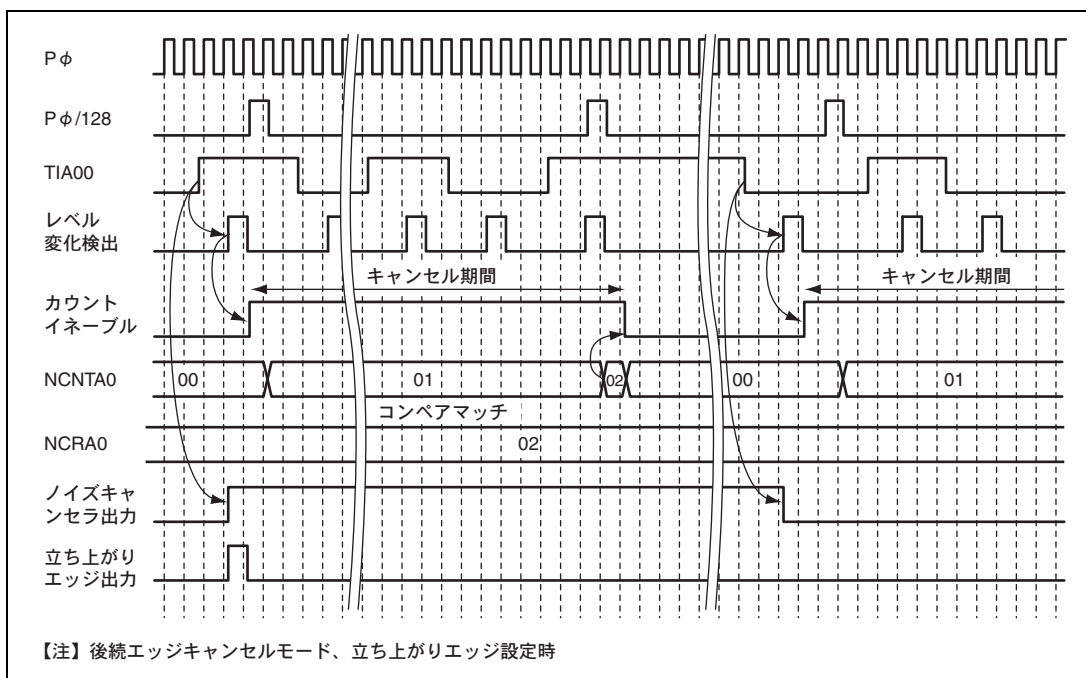 Pφ
Pφ/128
TIA00
レベル
変化検出
キャンセル期間
キャンセル期間
カウント
イネーブル
NCNTA0
00
01
02
00
01
コンペアマッチ
NCRA0
02
ノイズキャ
ンセラ出力
立ち上がり
エッジ出力
【注】後続エッジキャンセルモード、立ち上がりエッジ設定時